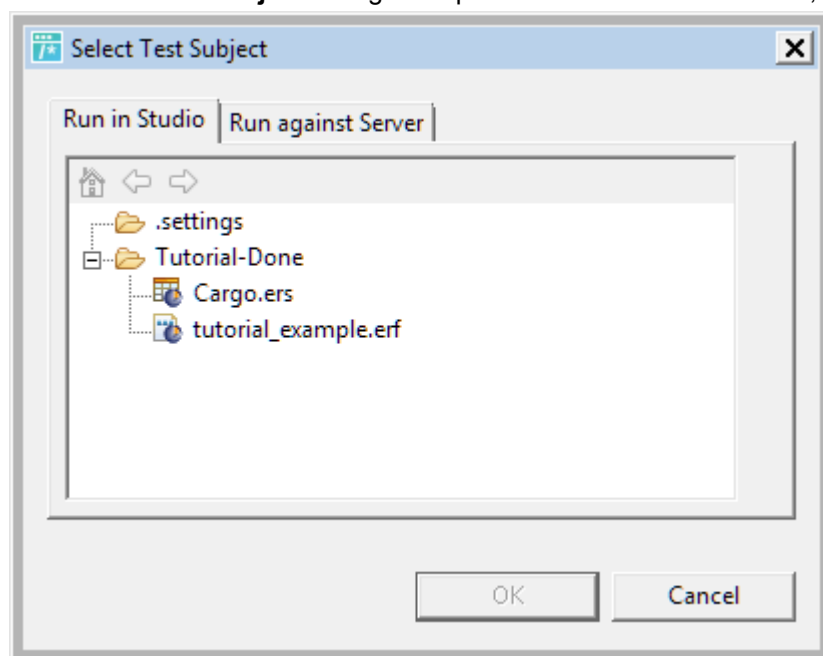 Select Test Subject
Run in Studio Run against Server
.settings
Tutorial-Done
Cargo.ers
tutorial_example.erf
OK Cancel